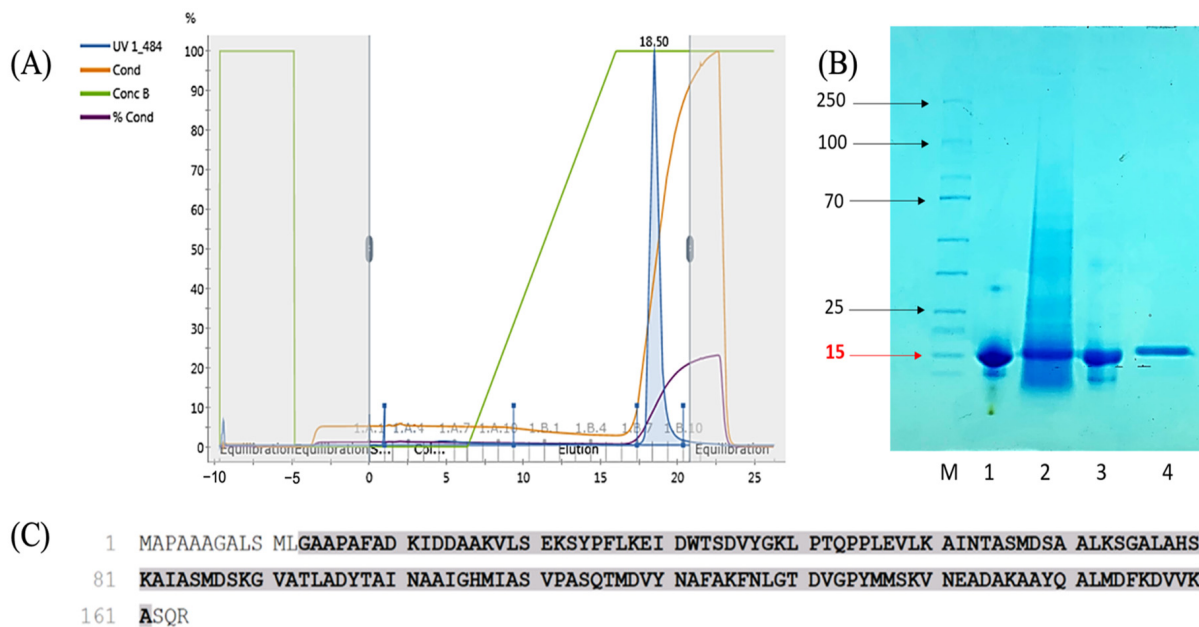 (A)
%
UV 1_484
Cond
Conc B
% Cond
100
90
80
70
60
50
40
30
20
10
0
18.50
1.A.1 1.A.4 1.A.7 1.A.10 1.B.1 1.B.4 1.B.7 1.B.10
Equilibration Equilibration S... Col... Elution Equilibration
−10 −5 0 5 10 15 20 25
(B)
250
100
70
25
15
M 1 2 3 4
(C)
1 MAPAAAGALS MLGAAPAFAD KIDDAAKVLS EKSYPFLKEI DWTSDVYGKL PTQPPLEVLK AINTASMDSA ALKSGALAHS
81 KAIASMDSKG VATLADYTAI NAAIGHMIAS VPASQTMDVY NAFAKFNLGT DVGPYMMSKV NEADAKAAYQ ALMDFKDVVK
161 ASQR